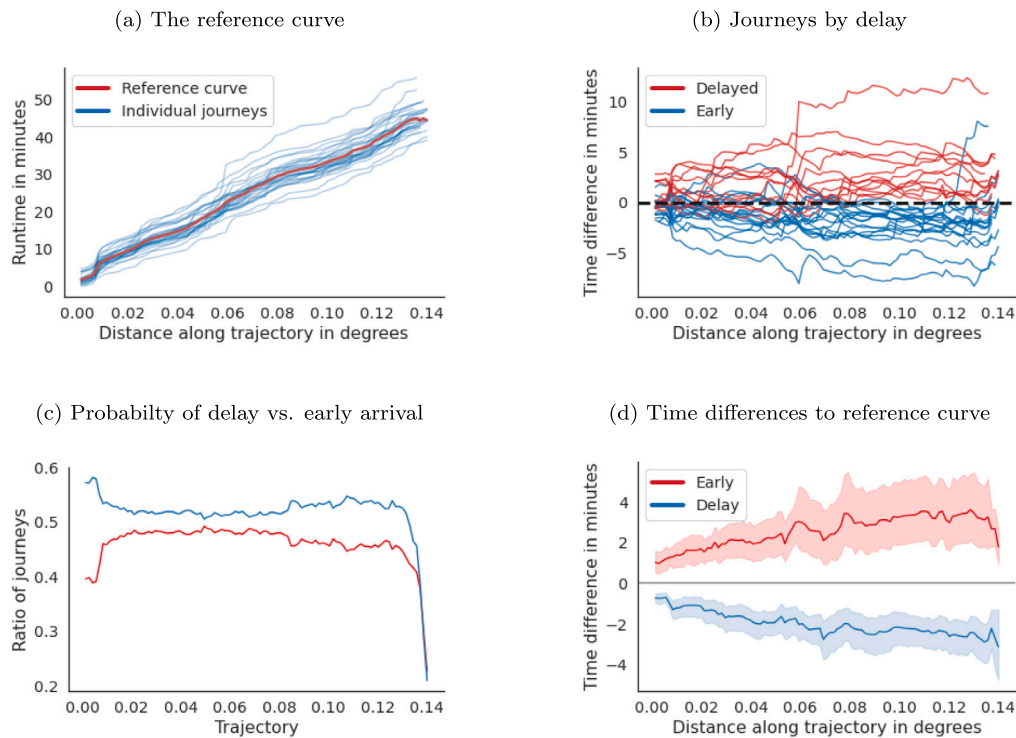 (a) The reference curve
Runtime in minutes
50
40
30
20
10
0
Reference curve
Individual journeys
0.00 0.02 0.04 0.06 0.08 0.10 0.12 0.14
Distance along trajectory in degrees
(b) Journeys by delay
Time difference in minutes
10
5
0
−5
Delayed
Early
0.00 0.02 0.04 0.06 0.08 0.10 0.12 0.14
Distance along trajectory in degrees
(c) Probabilty of delay vs. early arrival
Ratio of journeys
0.6
0.5
0.4
0.3
0.2
0.00 0.02 0.04 0.06 0.08 0.10 0.12 0.14
Trajectory
(d) Time differences to reference curve
Time difference in minutes
4
2
0
−2
−4
Early
Delay
0.00 0.02 0.04 0.06 0.08 0.10 0.12 0.14
Distance along trajectory in degrees